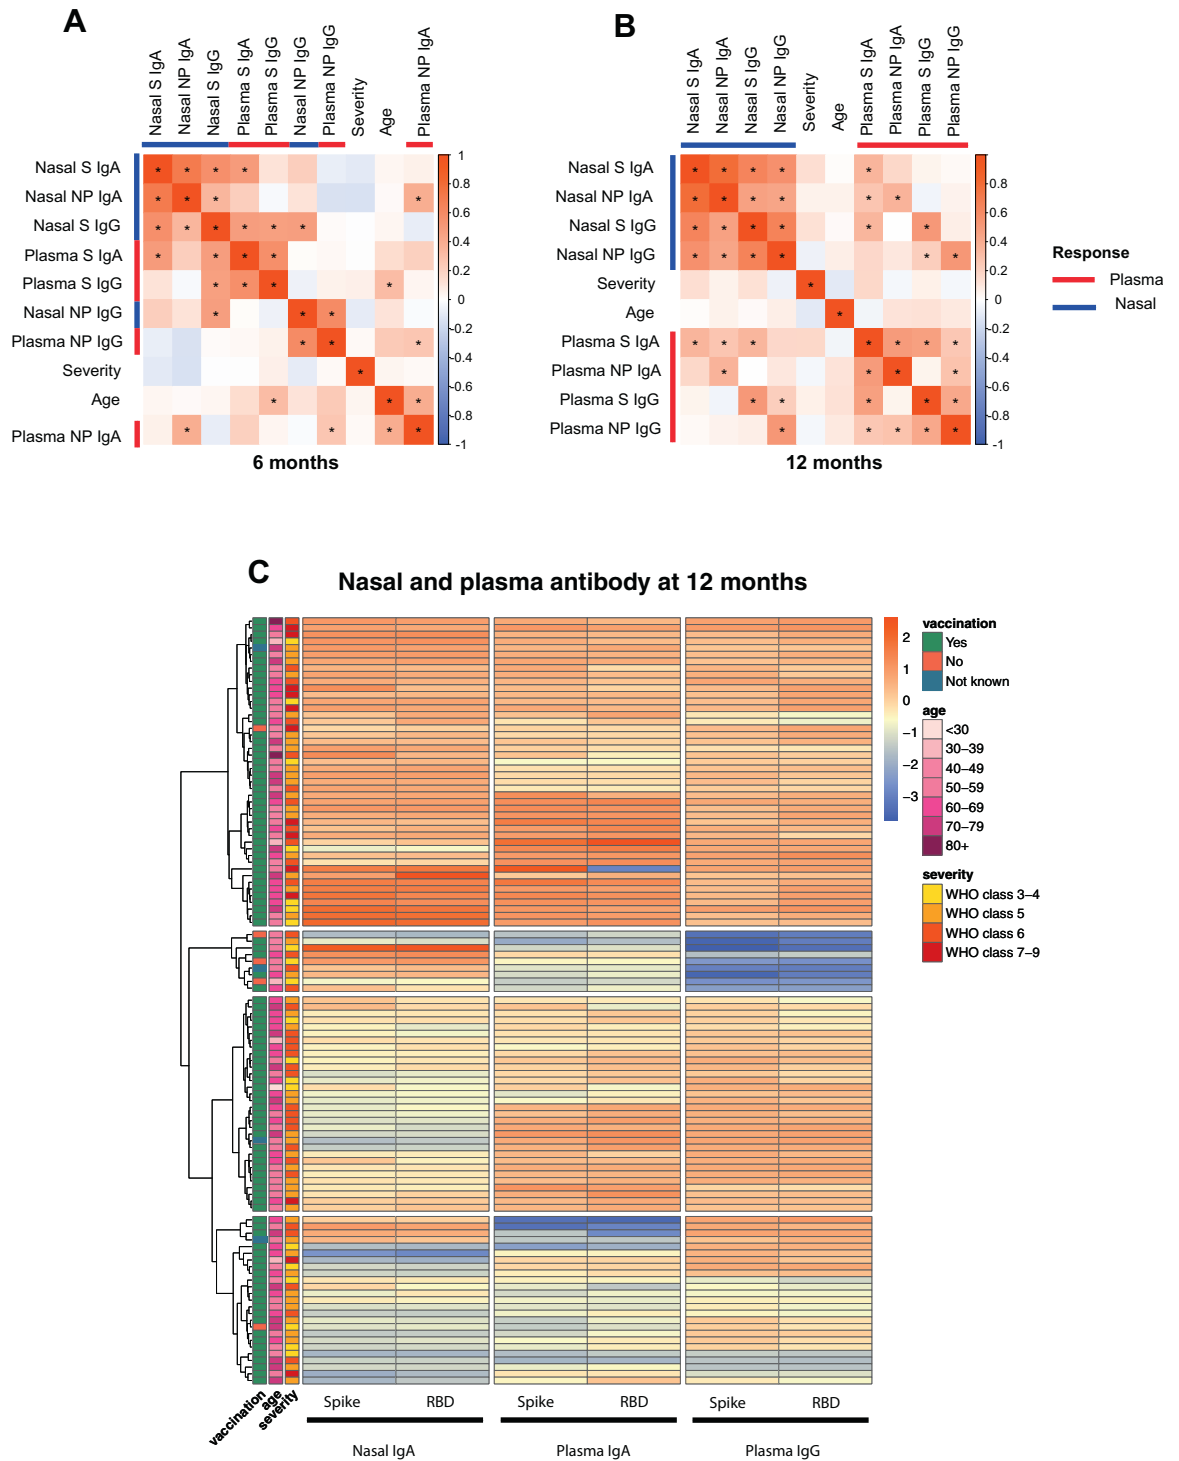 A
Nasal S IgA
Nasal NP IgA
Nasal S IgG
Plasma S IgA
Plasma S IgG
Nasal NP IgG
Plasma NP IgG
Severity
Age
Plasma NP IgA
Nasal S IgA
Nasal NP IgA
Nasal S IgG
Plasma S IgA
Plasma S IgG
Nasal NP IgG
Plasma NP IgG
Severity
Age
Plasma NP IgA
1
0.8
0.6
0.4
0.2
0
-0.2
-0.4
-0.6
-0.8
-1
6 months
B
Nasal S IgA
Nasal NP IgA
Nasal S IgG
Nasal NP IgG
Severity
Age
Plasma S IgA
Plasma NP IgA
Plasma S IgG
Plasma NP IgG
Nasal S IgA
Nasal NP IgA
Nasal S IgG
Nasal NP IgG
Severity
Age
Plasma S IgA
Plasma NP IgA
Plasma S IgG
Plasma NP IgG
0.8
0.6
0.4
0.2
0
-0.2
-0.4
-0.6
-0.8
-1
12 months
Response
Plasma
Nasal
C
Nasal and plasma antibody at 12 months
2
1
0
−1
−2
−3
vaccination
Yes
No
Not known
age
<30
30−39
40−49
50−59
60−69
70−79
80+
severity
WHO class 3−4
WHO class 5
WHO class 6
WHO class 7−9
vaccination
age
severity
Spike
RBD
Spike
RBD
Spike
RBD
Nasal IgA
Plasma IgA
Plasma IgG